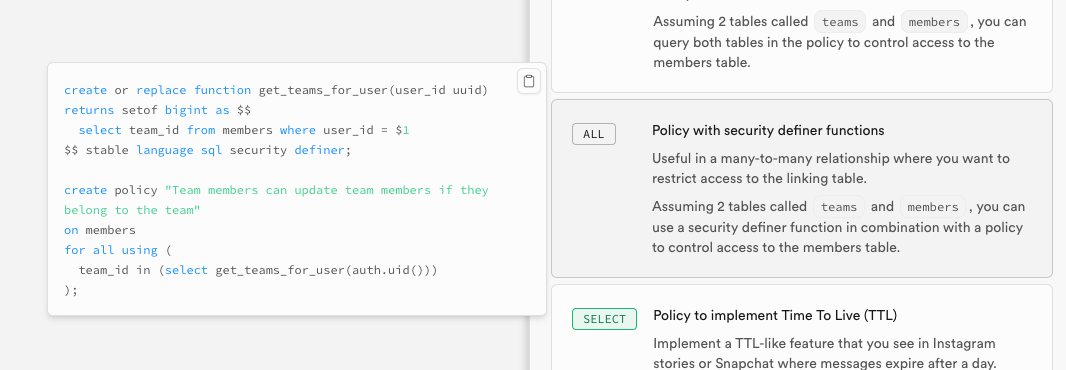 create or replace function get_teams_for_user(user_id uuid)
returns setof bigint as $$
select team_id from members where user_id = $1
$$ stable language sql security definer;
create policy "Team members can update team members if they
belong to the team"
on members
for all using (
team_id in (select get_teams_for_user(auth.uid()))
);
Assuming 2 tables called teams and members, you can
query both tables in the policy to control access to the
members table.
ALL
Policy with security definer functions
Useful in a many-to-many relationship where you want to
restrict access to the linking table.
Assuming 2 tables called teams and members, you can
use a security definer function in combination with a policy
to control access to the members table.
SELECT
Policy to implement Time To Live (TTL)
Implement a TTL-like feature that you see in Instagram
stories or Snapchat where messages expire after a day.